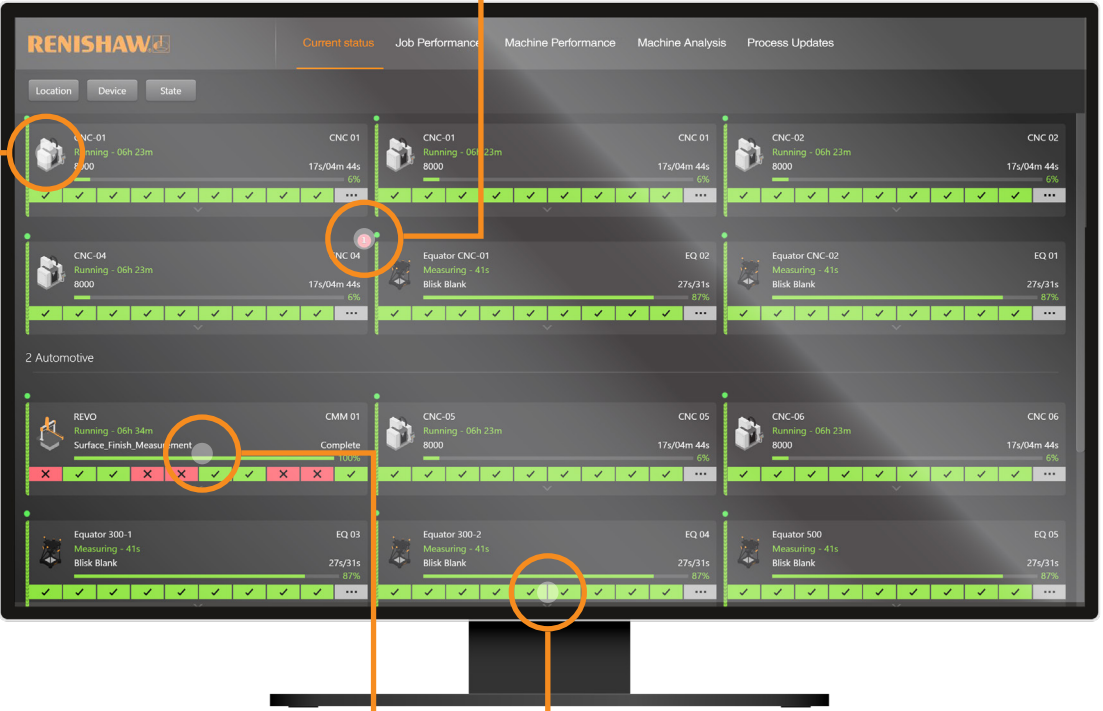 RENISHAW
Current status Job Performance Machine Performance Machine Analysis Process Updates
Location Device State
CNC-01 CNC 01
Running - 06h 23m
8000 17s/04m 44s
6%
CNC-01 CNC 01
Running - 06h 23m
8000 17s/04m 44s
6%
CNC-02 CNC 02
Running - 06h 23m
8000 17s/04m 44s
6%
CNC-04 CNC 04
Running - 06h 23m
8000 17s/04m 44s
6%
Equator CNC-01 EQ 02
Measuring - 41s
Blisk Blank 27s/31s
87%
Equator CNC-02 EQ 01
Measuring - 41s
Blisk Blank 27s/31s
87%
2 Automotive
REVO CMM 01
Running - 06h 34m
Surface_Finish_Measurement Complete
100%
CNC-05 CNC 05
Running - 06h 23m
8000 17s/04m 44s
6%
CNC-06 CNC 06
Running - 06h 23m
8000 17s/04m 44s
6%
Equator 300-1 EQ 03
Measuring - 41s
Blisk Blank 27s/31s
87%
Equator 300-2 EQ 04
Measuring - 41s
Blisk Blank 27s/31s
87%
Equator 500 EQ 05
Measuring - 41s
Blisk Blank 27s/31s
87%